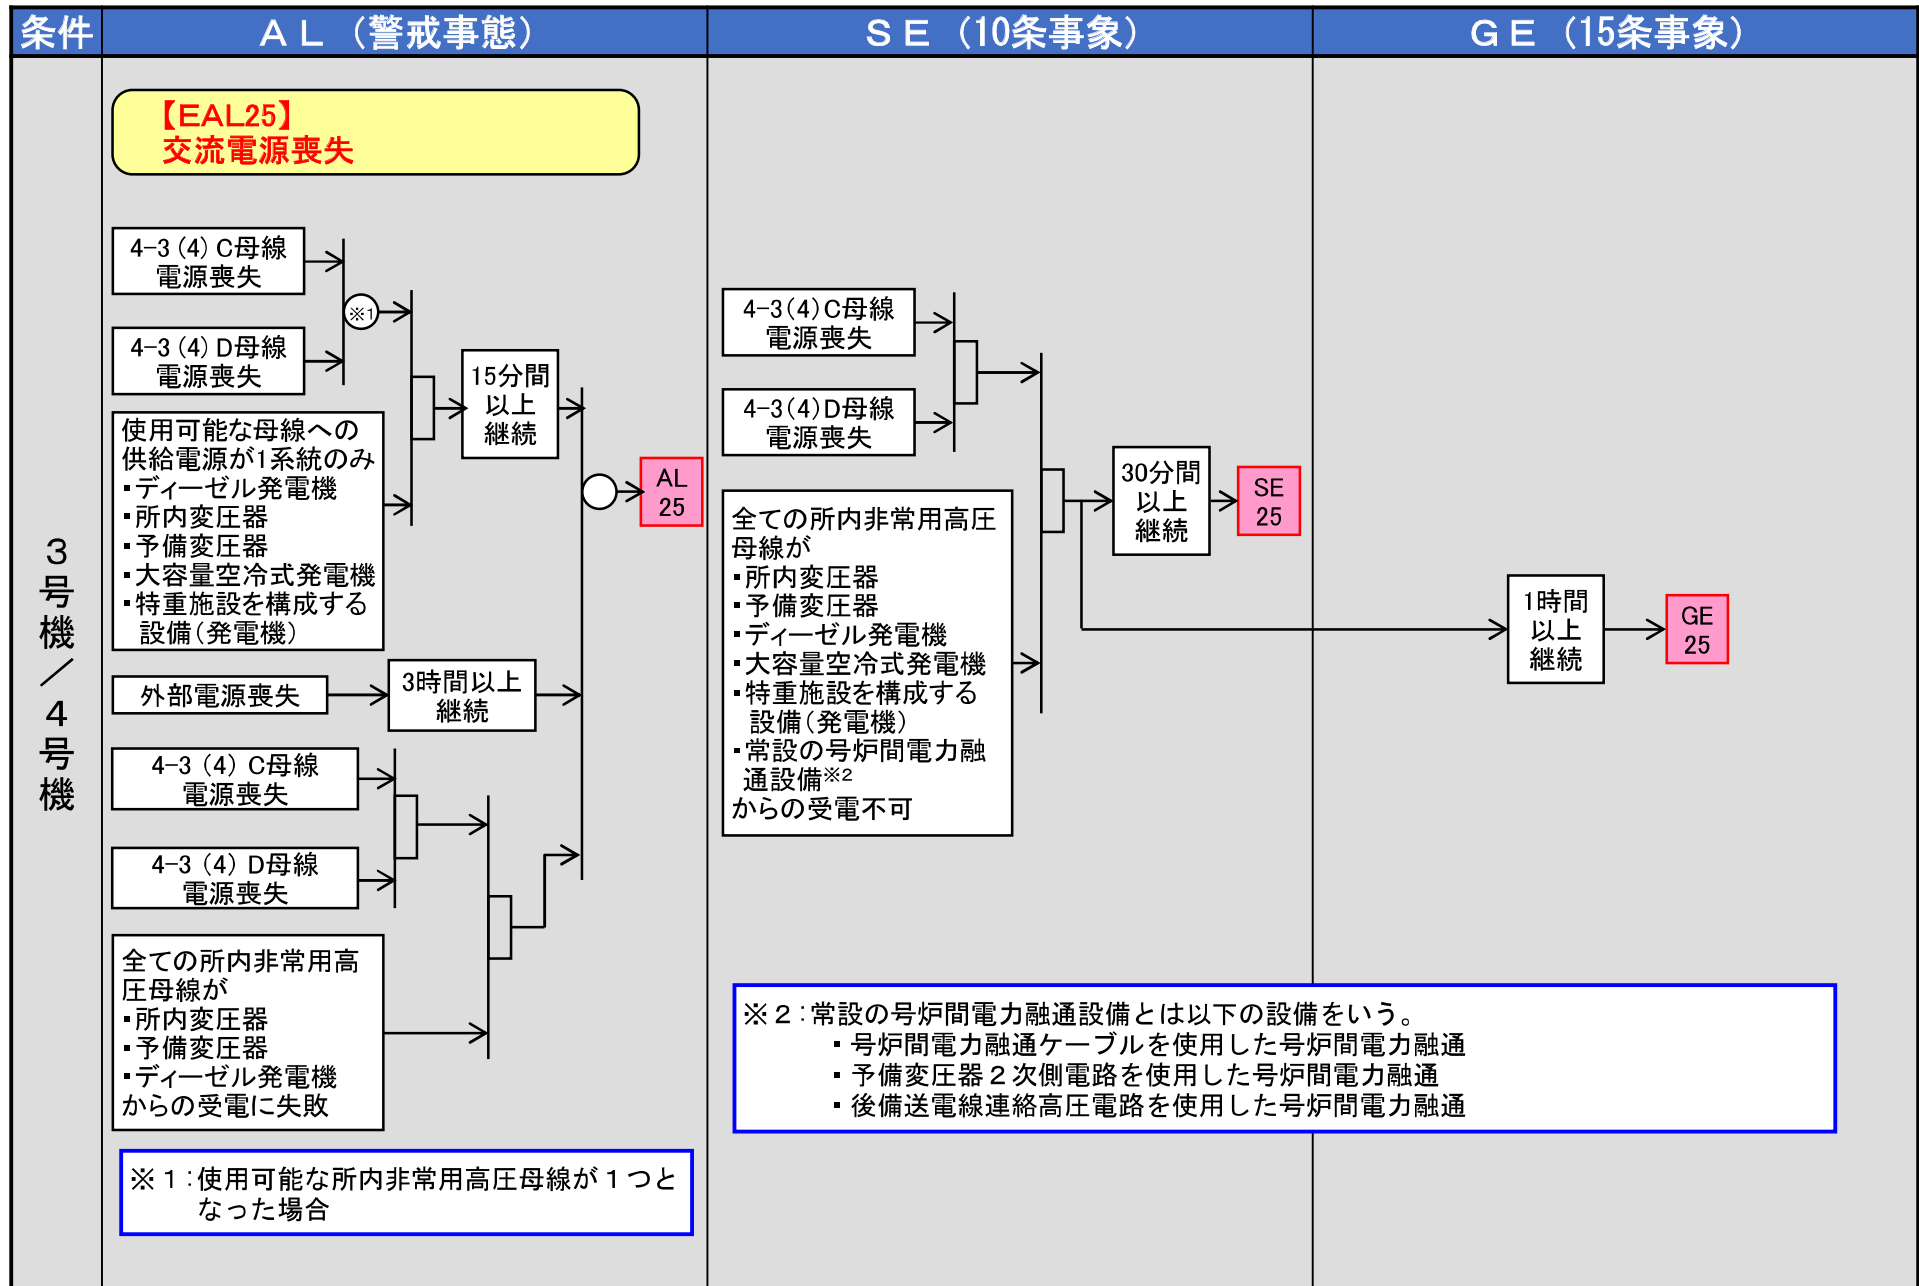 条件
ＡＬ（警戒事態）
ＳＥ（10条事象）
ＧＥ（15条事象）
3号機／4号機
【EAL25】
交流電源喪失
4-3（4）C母線
電源喪失
4-3（4）D母線
電源喪失
※1
使用可能な母線への
供給電源が1系統のみ
・ディーゼル発電機
・所内変圧器
・予備変圧器
・大容量空冷式発電機
・特重施設を構成する
設備（発電機）
15分間
以上
継続
AL
25
外部電源喪失
3時間以上
継続
4-3（4）C母線
電源喪失
4-3（4）D母線
電源喪失
全ての所内非常用高
圧母線が
・所内変圧器
・予備変圧器
・ディーゼル発電機
からの受電に失敗
※１：使用可能な所内非常用高圧母線が１つと
なった場合
4-3（4）C母線
電源喪失
4-3（4）D母線
電源喪失
全ての所内非常用高圧
母線が
・所内変圧器
・予備変圧器
・ディーゼル発電機
・大容量空冷式発電機
・特重施設を構成する
設備（発電機）
・常設の号炉間電力融
通設備※2
からの受電不可
30分間
以上
継続
SE
25
1時間
以上
継続
GE
25
※２：常設の号炉間電力融通設備とは以下の設備をいう。
・号炉間電力融通ケーブルを使用した号炉間電力融通
・予備変圧器２次側電路を使用した号炉間電力融通
・後備送電線連絡高圧電路を使用した号炉間電力融通